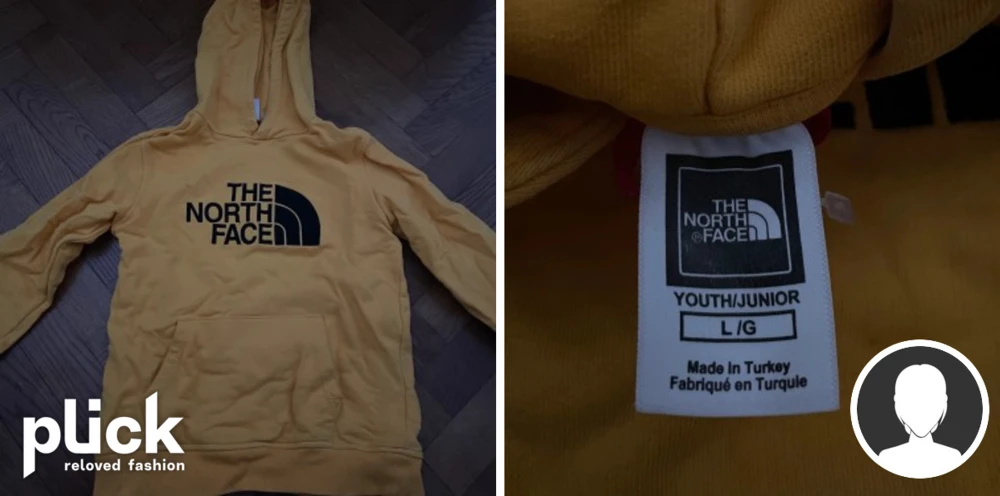 THE
NORTH
FACE
plick
reloved fashion
THE
NORTH
FACE
YOUTH/JUNIOR
L/G
Made in Turkey
Fabriqué en Turquie